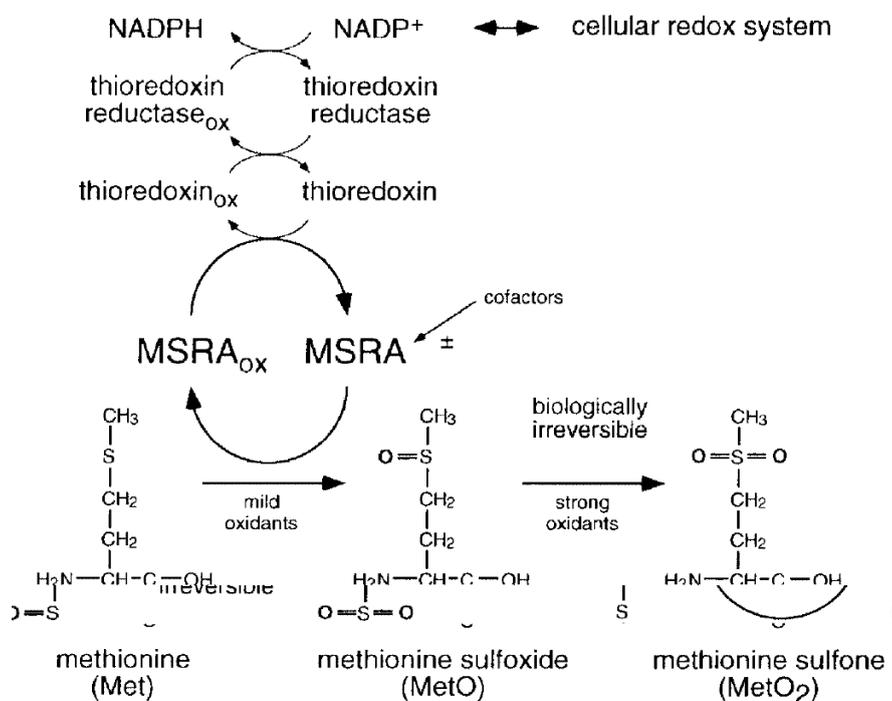 NADPH NADP+ cellular redox system
thioredoxin reductaseox thioredoxin reductase
thioredoxinox thioredoxin
cofactors
MSRAox MSRA ±
biologically
irreversible
CH3 CH3 CH3
S O=S O=S=O
mild
oxidants
strong
oxidants
CH2 CH2 CH2
CH2 CH2 CH2
H2N—CH—C—OH H2N—CH—C—OH H2N—CH—C—OH
irreversible
=S O=S=O S
methionine methionine sulfoxide methionine sulfone
(Met) (MetO) (MetO2)